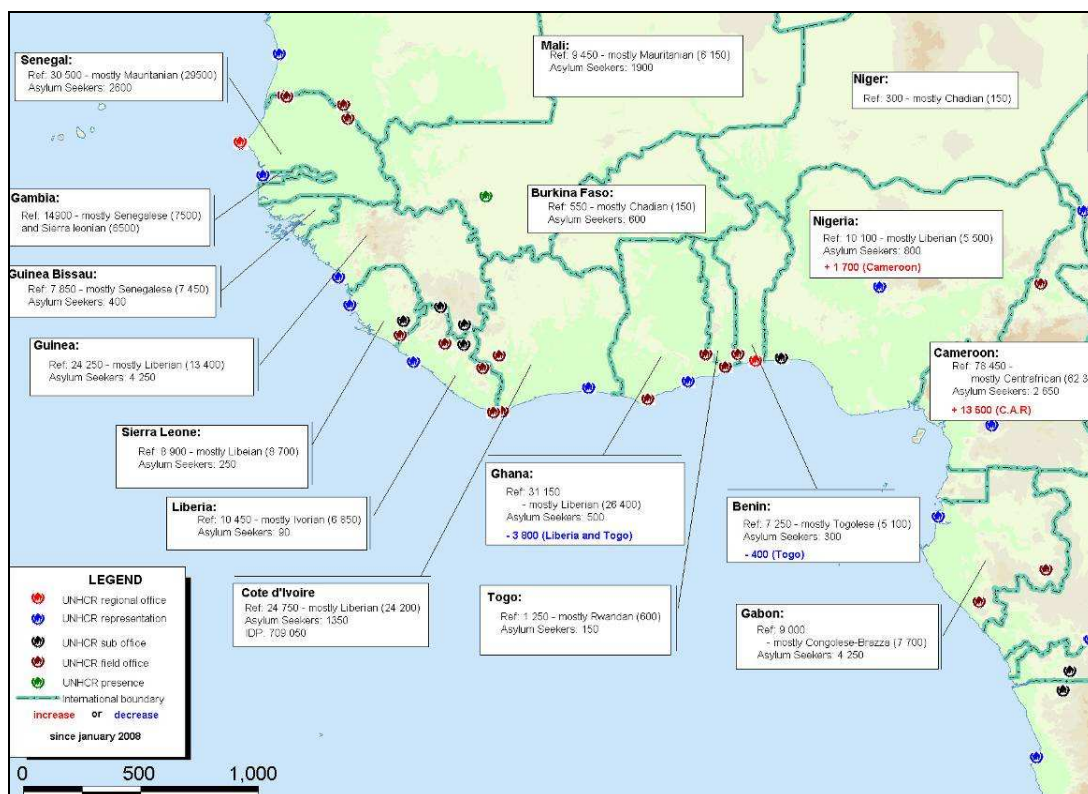 Senegal:
Ref: 30 500 - mostly Mauritanian (29500)
Asylum Seekers: 2600
Mali:
Ref: 9 450 - mostly Mauritanian (6 150)
Asylum Seekers: 1900
Niger:
Ref: 300 - mostly Chadian (150)
Gambia:
Ref: 14900 - mostly Senegalese (7500)
and Sierra leonian (6500)
Burkina Faso:
Ref: 550 - mostly Chadian (150)
Asylum Seekers: 600
Nigeria:
Ref: 10 100 - mostly Liberian (5 500)
Asylum Seekers: 800
+ 1 700 (Cameroon)
Guinea Bissau:
Ref: 7 850 - mostly Senegalese (7 450)
Asylum Seekers: 400
Guinea:
Ref: 24 250 - mostly Liberian (13 400)
Asylum Seekers: 4 250
Cameroon:
Ref: 78 450 -
mostly Centrafrican (62 3
Asylum Seekers: 2 650
+ 13 500 (C.A.R)
Sierra Leone:
Ref: 8 900 - mostly Libeian (8 700)
Asylum Seekers: 250
Liberia:
Ref: 10 450 - mostly Ivorian (6 850)
Asylum Seekers: 90
Ghana:
Ref: 31 150
- mostly Liberian (26 400)
Asylum Seekers: 500
- 3 800 (Liberia and Togo)
Benin:
Ref: 7 250 - mostly Togolese (5 100)
Asylum Seekers: 300
- 400 (Togo)
Cote d'Ivoire
Ref: 24 750 - mostly Liberian (24 200)
Asylum Seekers: 1350
IDP: 709 050
Togo:
Ref: 1 250 - mostly Rwandan (600)
Asylum Seekers: 150
Gabon:
Ref: 9 000
- mostly Congolese-Brazza (7 700)
Asylum Seekers: 4 250
LEGEND
UNHCR regional office
UNHCR representation
UNHCR sub office
UNHCR field office
UNHCR presence
International boundary
increase or decrease
since january 2008
0 500 1,000